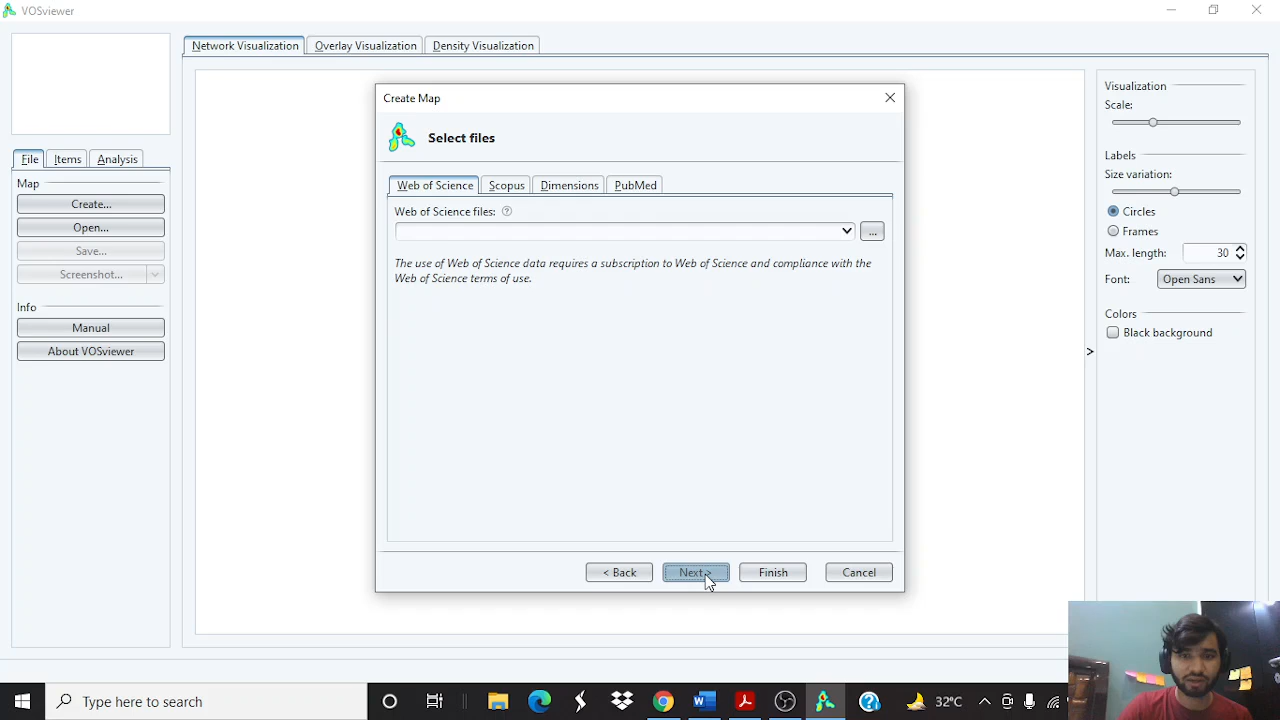 VOSviewer
Network Visualization
Overlay Visualization
Density Visualization
File
Items
Analysis
Map
Create...
Open...
Save...
Screenshot...
Info
Manual
About VOSviewer
Create Map
Select files
Web of Science
Scopus
Dimensions
PubMed
Web of Science files:
...
The use of Web of Science data requires a subscription to Web of Science and compliance with the
Web of Science terms of use.
< Back
Next >
Finish
Cancel
Visualization
Scale:
Labels
Size variation:
Circles
Frames
Max. length:
30
Font:
Open Sans
Colors
Black background
>
Type here to search
32°C